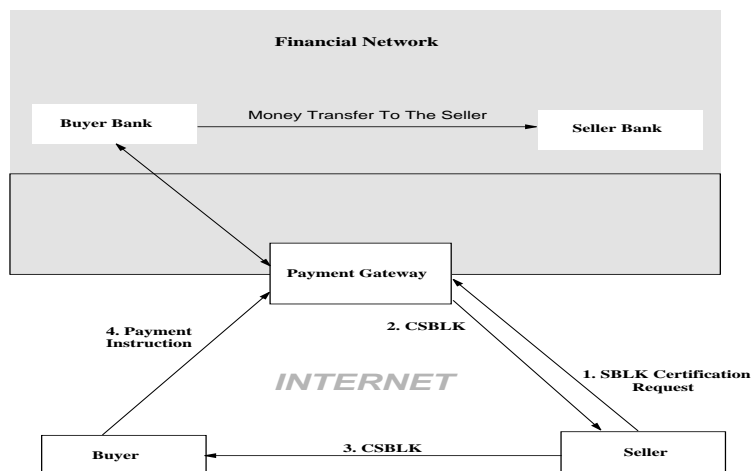 Financial Network
Money Transfer To The Seller
Buyer Bank
Seller Bank
Payment Gateway
2. CSBLK
4. Payment
Instruction
1. SBLK Certification
Request
INTERNET
3. CSBLK
Buyer
Seller